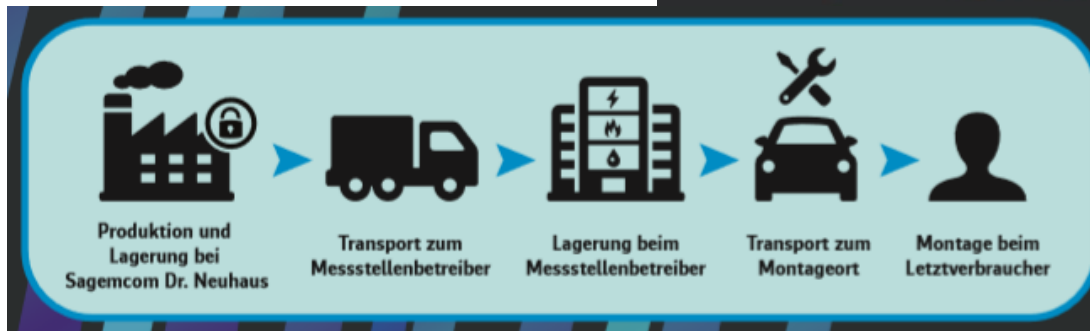 Produktion und
Lagerung bei
Sagemcom Dr. Neuhaus
Transport zum
Messstellenbetreiber
Lagerung beim
Messstellenbetreiber
Transport zum
Montageort
Montage beim
Letztverbraucher